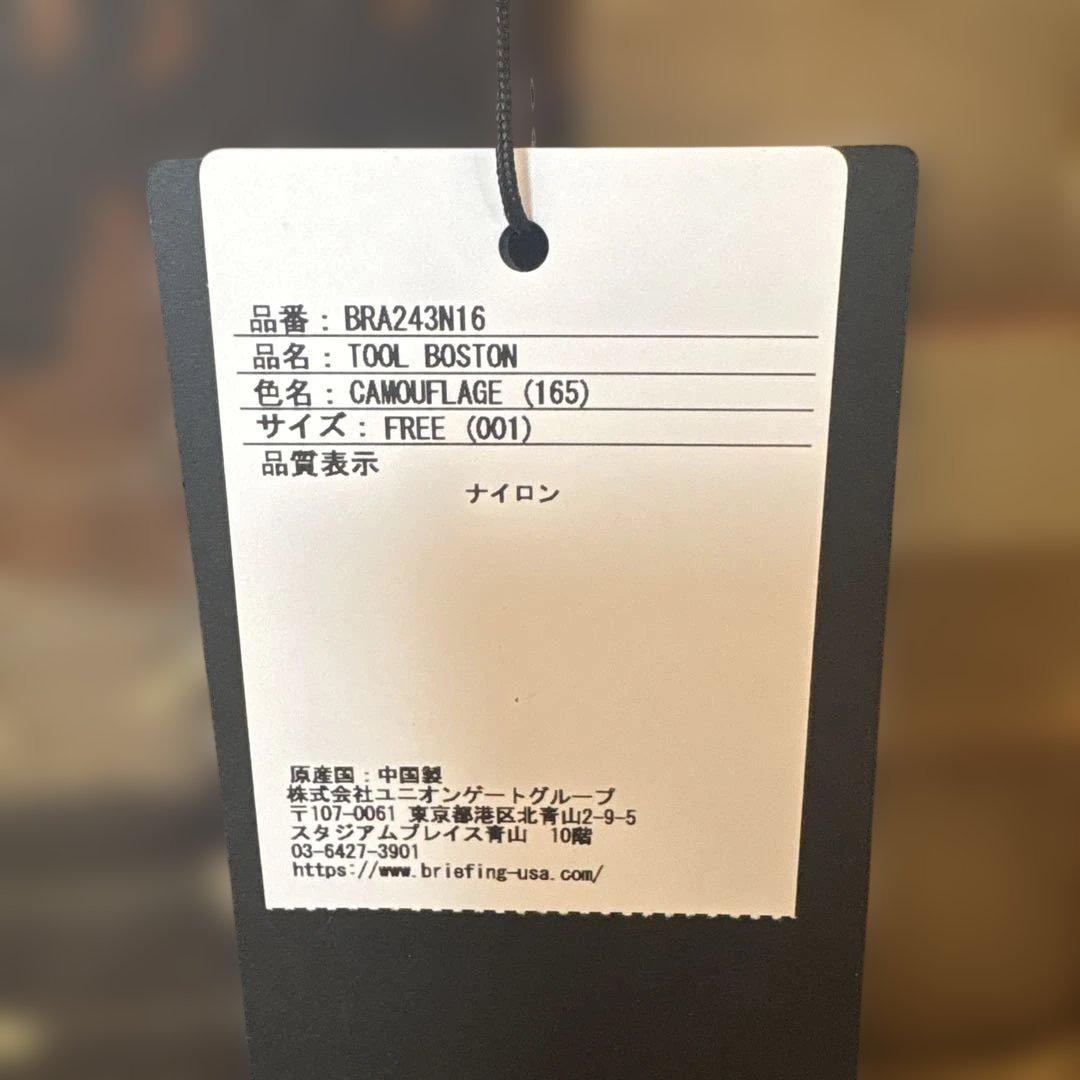 品番：BRA243N16
品名：TOOL BOSTON
色名：CAMOUFLAGE (165)
サイズ：FREE (001)
品質表示
ナイロン
原産国：中国製
株式会社ユニオンゲートグループ
〒107-0061 東京都港区北青山2-9-5
スタジアムプレイス青山　10階
03-6427-3901
https://www.briefing-usa.com/